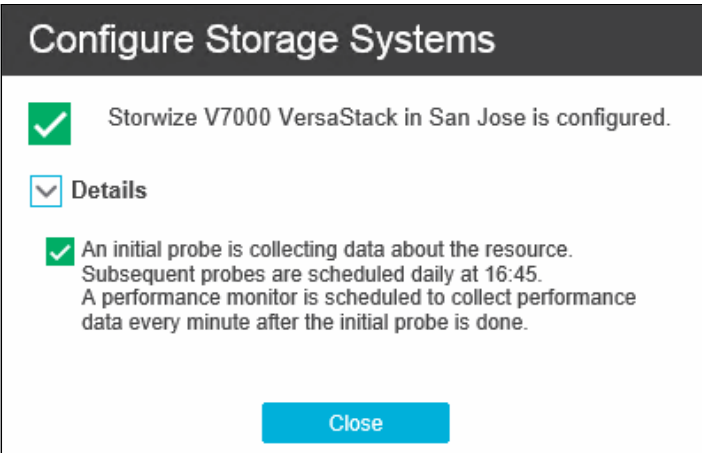 Configure Storage Systems
Storwize V7000 VersaStack in San Jose is configured.
Details
An initial probe is collecting data about the resource.
Subsequent probes are scheduled daily at 16:45.
A performance monitor is scheduled to collect performance
data every minute after the initial probe is done.
Close